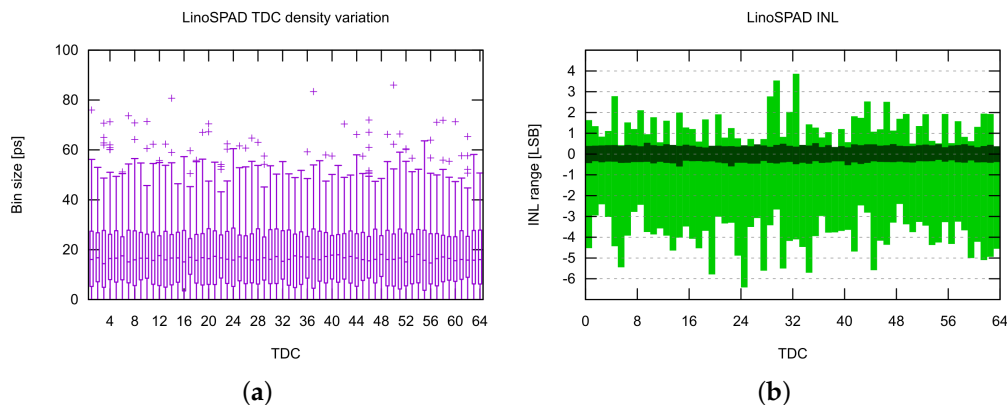 LinoSPAD TDC density variation
100
80
60
40
20
0
Bin size [ps]
4 8 12 16 20 24 28 32 36 40 44 48 52 56 60 64
TDC
(a)
LinoSPAD INL
4
3
2
1
0
-1
-2
-3
-4
-5
-6
INL range [LSB]
0 8 16 24 32 40 48 56 64
TDC
(b)